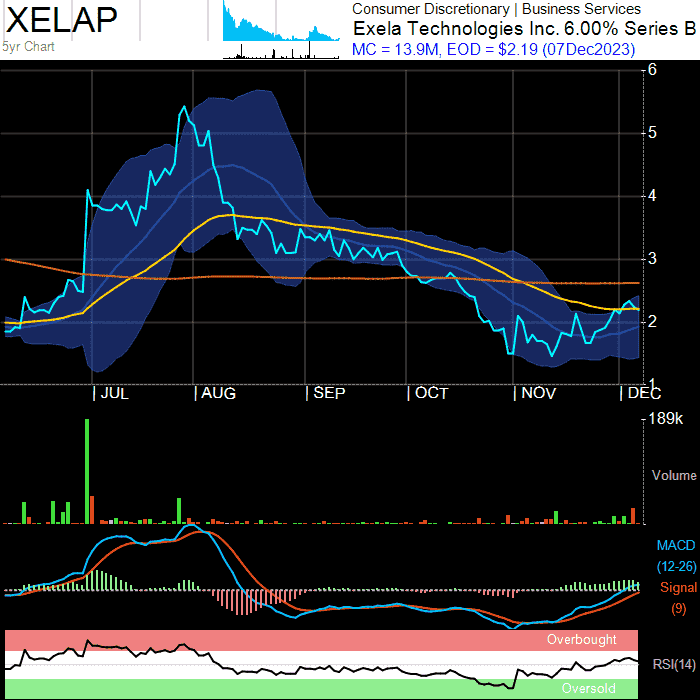 XELAP
5yr Chart
Consumer Discretionary | Business Services
Exela Technologies Inc. 6.00% Series B
MC = 13.9M, EOD = $2.19 (07Dec2023)
6
5
4
3
2
1
JUL
AUG
SEP
OCT
NOV
DEC
189k
Volume
MACD
(12-26)
Signal
(9)
Overbought
RSI(14)
Oversold